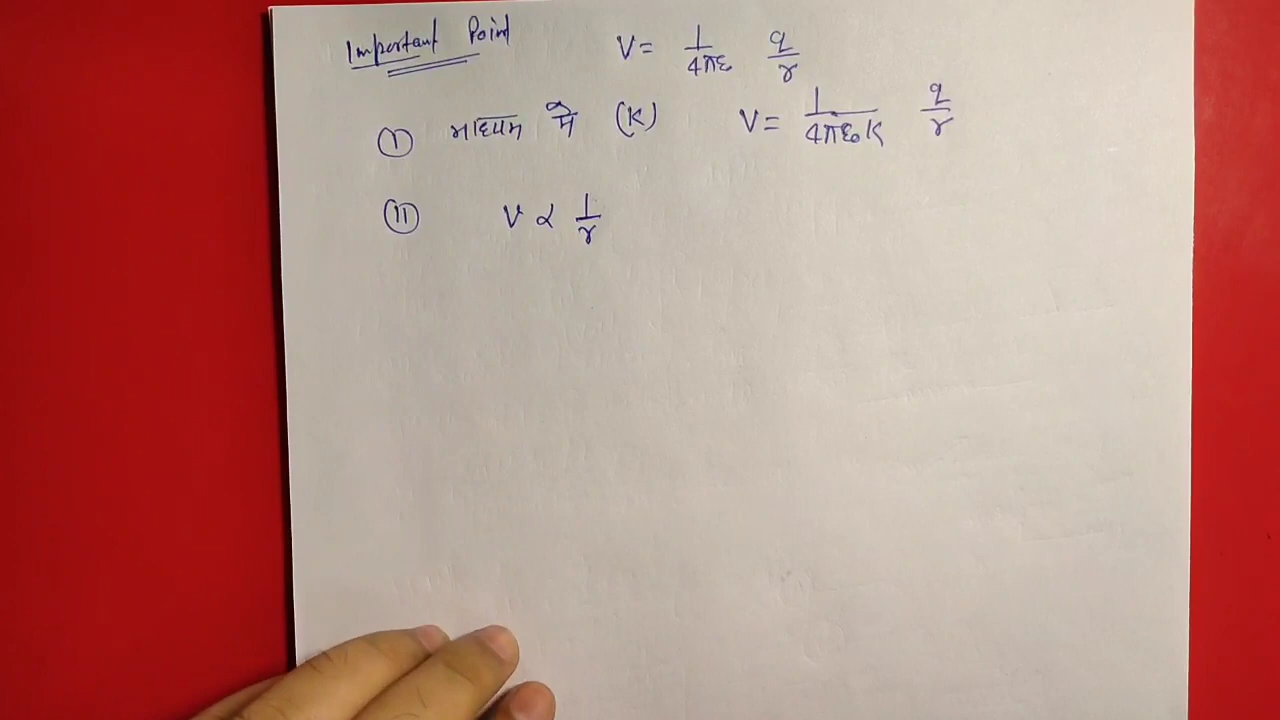 Important Point V = 1/4πε q/r
(I) माध्यम मे (K) V = 1/4πε₀K q/r
(II) V ∝ 1/r